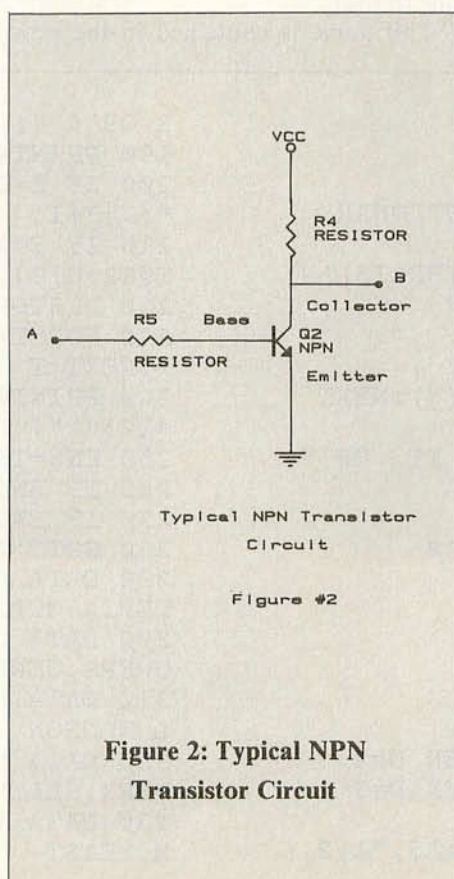 VCC
R4
RESISTOR
B
Collector
A
R5
Base
Q2
NPN
RESISTOR
Emitter
Typical NPN Transistor
Circuit
Figure #2
Figure 2: Typical NPN
Transistor Circuit